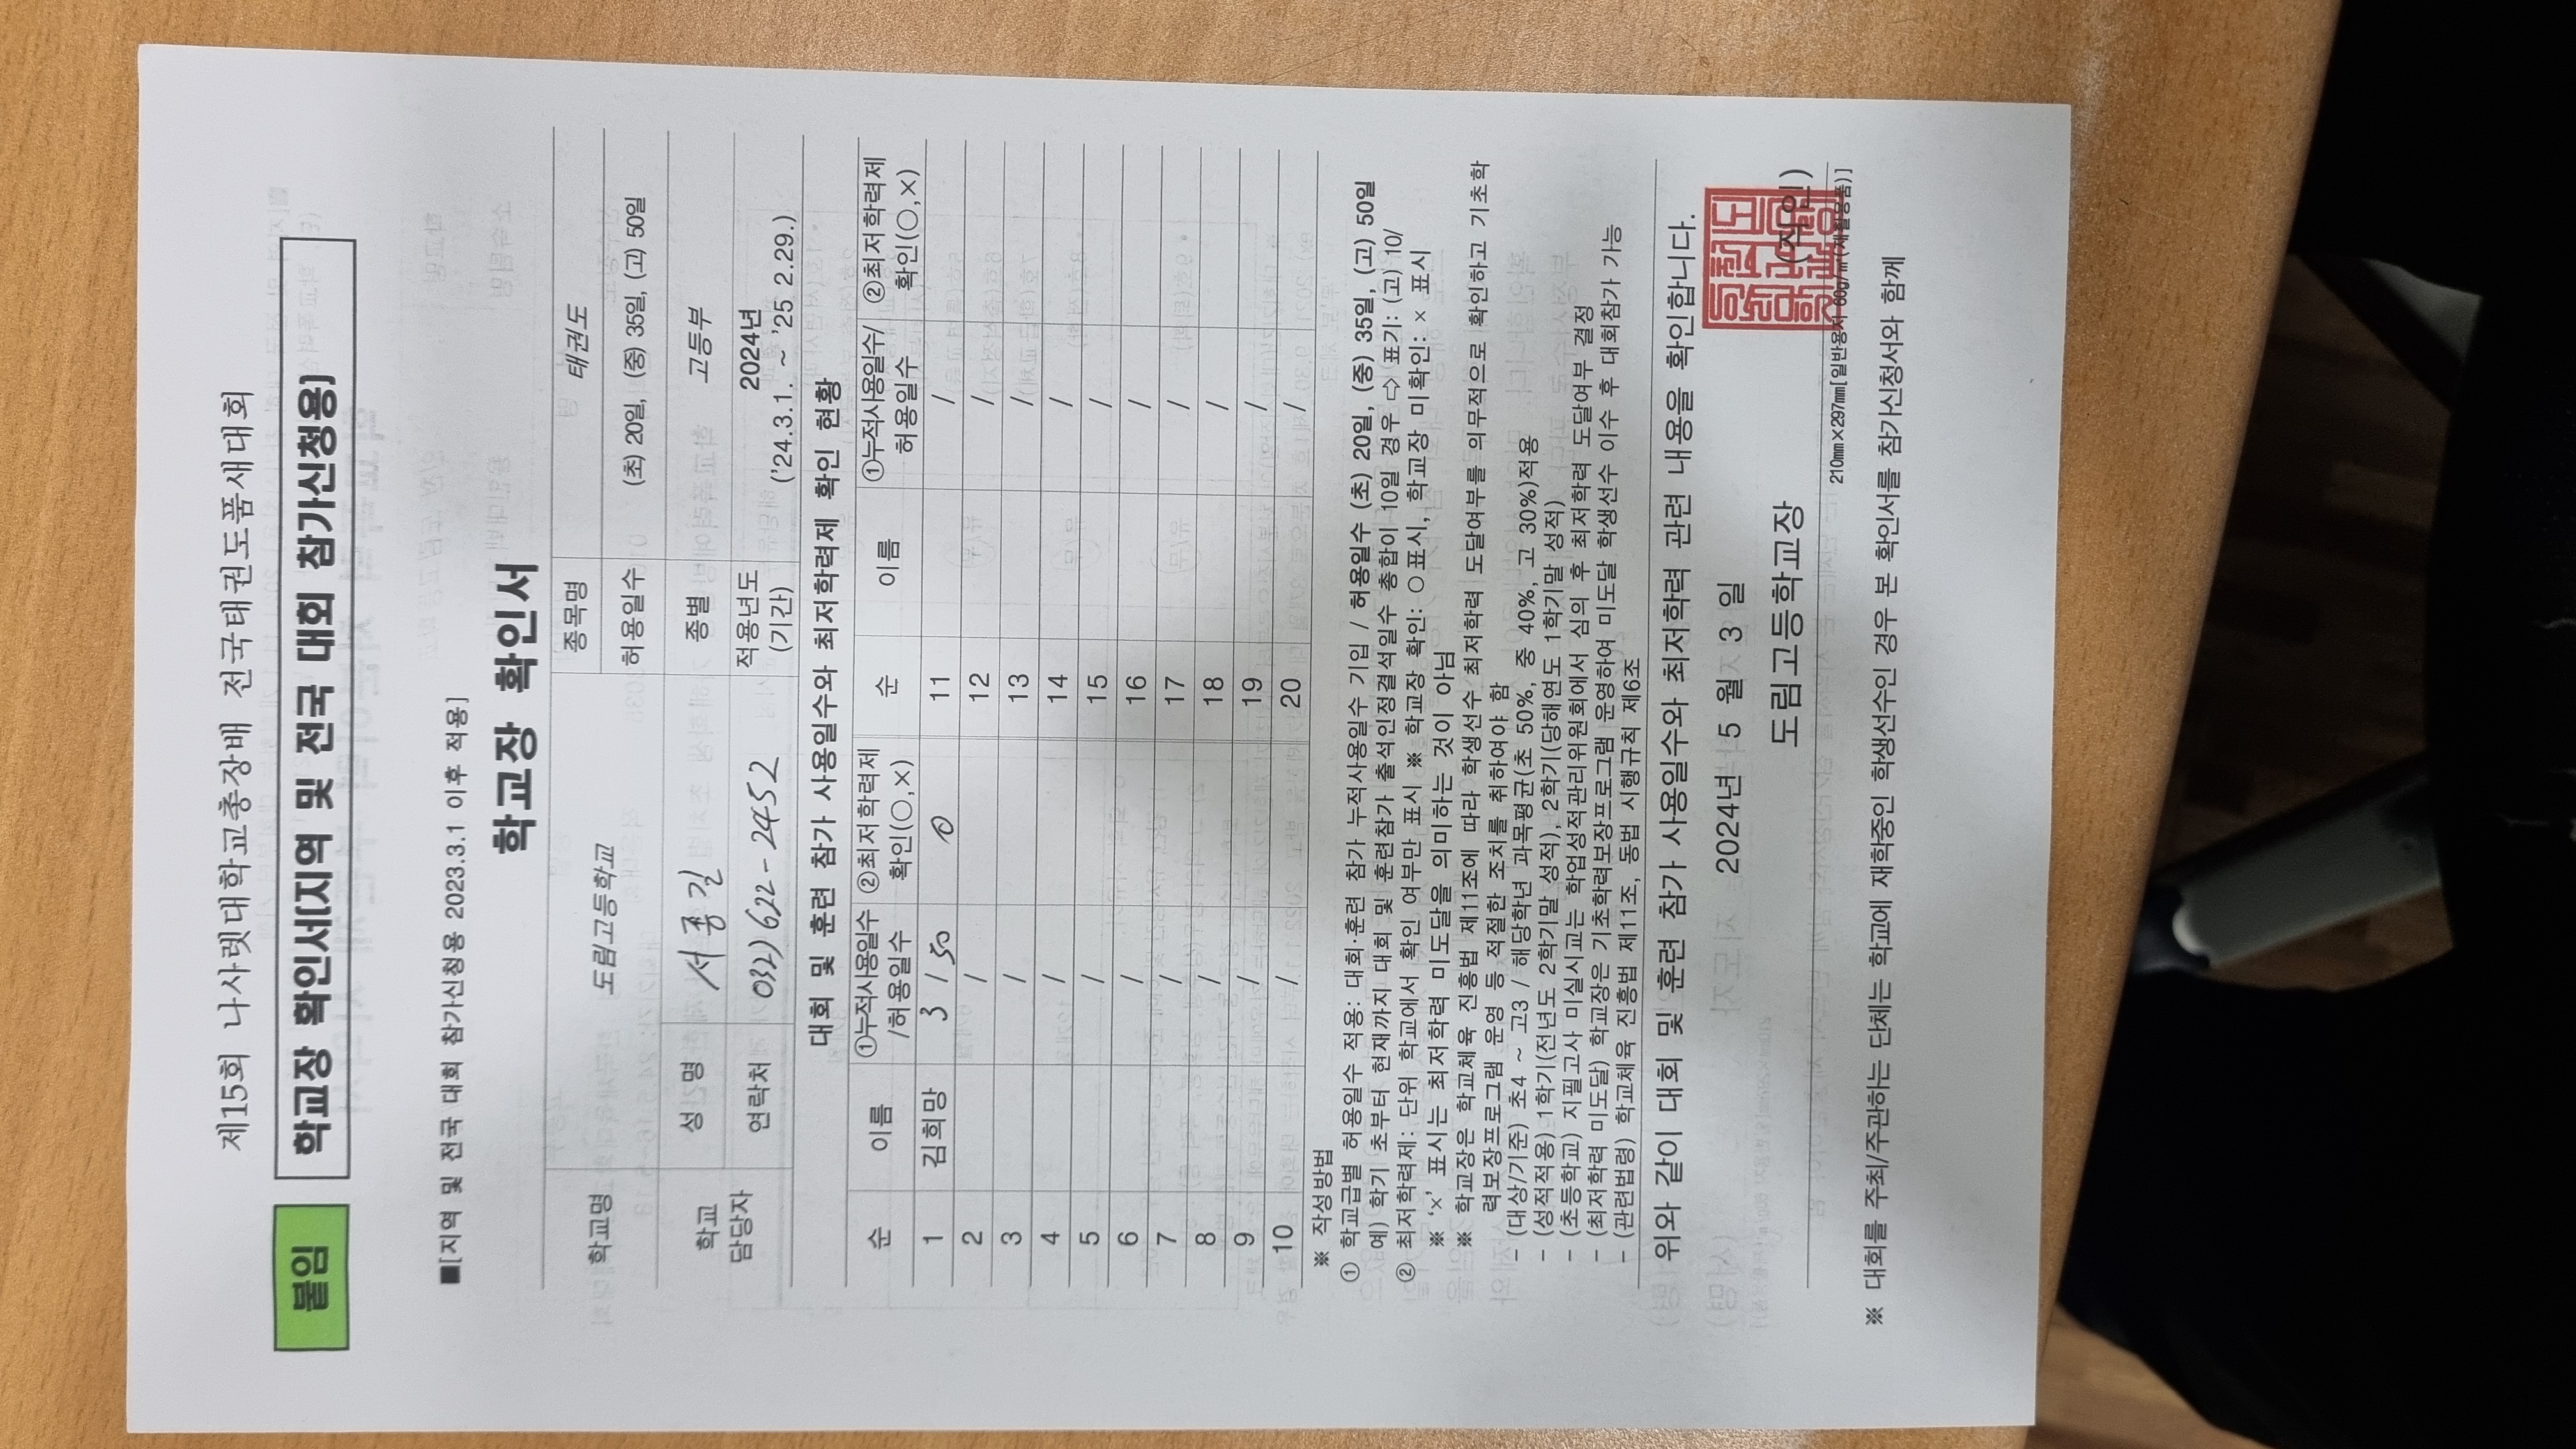 제15회 나사렛대학교총장배 전국태권도품새대회
붙임 학교장 확인서[지역 및 전국 대회 참가신청용]
■[지역 및 전국 대회 참가신청용 2023.3.1 이후 적용]
학교장 확인서
학교명 도림고등학교 종목명 태권도
허용일수 (초) 20일, (중) 35일, (고) 50일
학교 담당자 성 명 서종길 종별 고등부
연락처 032) 622-2452 적용년도 (기간) 2024년 ('24.3.1. ~ '25 2.29.)
대회 및 훈련 참가 사용일수와 최저학력제 확인 현황
순 이름 ①누적사용일수 /허용일수 ②최저학력제 확인(○,×) 순 이름 ①누적사용일수/ 허용일수 ②최저학력제 확인(○,×)
1 김희망 3 / 50 ○ 11 /
2 / 12 /
3 / 13 /
4 / 14 /
5 / 15 /
6 / 16 /
7 / 17 /
8 / 18 /
9 / 19 /
10 / 20 /
※ 작성방법
① 학교급별 허용일수 적용: 대회·훈련 참가 누적사용일수 기입 / 허용일수 (초) 20일, (중) 35일, (고) 50일
예) 학기 초부터 현재까지 대회 및 훈련참가 출석인정결석일수 총합이 10일 경우 ⇨ 표기: (고) 10/
② 최저학력제: 단위 학교에서 확인 여부만 표시 ※ 학교장 확인: ○ 표시, 학교장 미확인: × 표시
※ '×' 표시는 최저학력 미도달을 의미하는 것이 아님
※ 학교장은 학교체육 진흥법 제11조에 따라 학생선수 최저학력 도달여부를 의무적으로 확인하고 기초학
력보장프로그램 운영 등 적절한 조치를 취하여야 함
- (대상/기준) 초4 ~ 고3 / 해당학년 과목평균(초 50%, 중 40%, 고 30%)적용
- (성적적용) 1학기(전년도 2학기말 성적), 2학기(당해연도 1학기말 성적)
- (초등학교) 지필고사 미실시교는 학업성적관리위원회에서 심의 후 최저학력 도달여부 결정
- (최저학력 미도달) 학교장은 기초학력보장프로그램 운영하여 미도달 학생선수 이수 후 대회참가 가능
- (관련법령) 학교체육 진흥법 제11조, 동법 시행규칙 제6조
위와 같이 대회 및 훈련 참가 사용일수와 최저학력 관련 내용을 확인합니다.
2024년 5 월 3 일
도림고등학교장 (직인)
210㎜×297㎜[일반용지 60g/㎡(재활용품)]
※ 대회를 주최/주관하는 단체는 학교에 재학중인 학생선수인 경우 본 확인서를 참가신청서와 함께